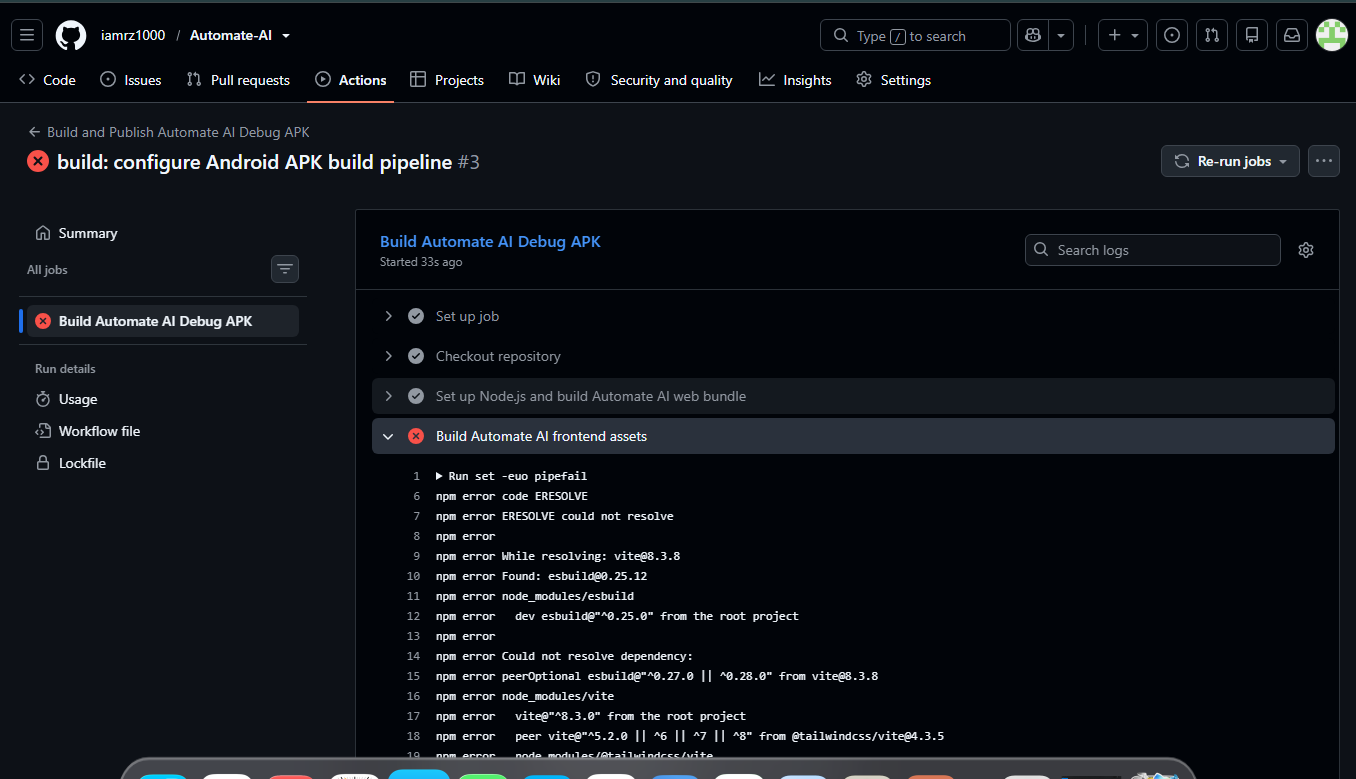 iamrz1000 / Automate-AI
Type / to search
Code
Issues
Pull requests
Actions
Projects
Wiki
Security and quality
Insights
Settings
Build and Publish Automate AI Debug APK
build: configure Android APK build pipeline #3
Re-run jobs
Summary
All jobs
Build Automate AI Debug APK
Run details
Usage
Workflow file
Lockfile
Build Automate AI Debug APK
Started 33s ago
Search logs
Set up job
Checkout repository
Set up Node.js and build Automate AI web bundle
Build Automate AI frontend assets
1 Run set -euo pipefail
6 npm error code ERESOLVE
7 npm error ERESOLVE could not resolve
8 npm error
9 npm error While resolving: vite@8.3.8
10 npm error Found: esbuild@0.25.12
11 npm error node_modules/esbuild
12 npm error   dev esbuild@"^0.25.0" from the root project
13 npm error
14 npm error Could not resolve dependency:
15 npm error peerOptional esbuild@"^0.27.0 || ^0.28.0" from vite@8.3.8
16 npm error node_modules/vite
17 npm error   vite@"^8.3.0" from the root project
18 npm error   peer vite@"^5.2.0 || ^6 || ^7 || ^8" from @tailwindcss/vite@4.3.5
19 npm error   node_modules/@tailwindcss/vite